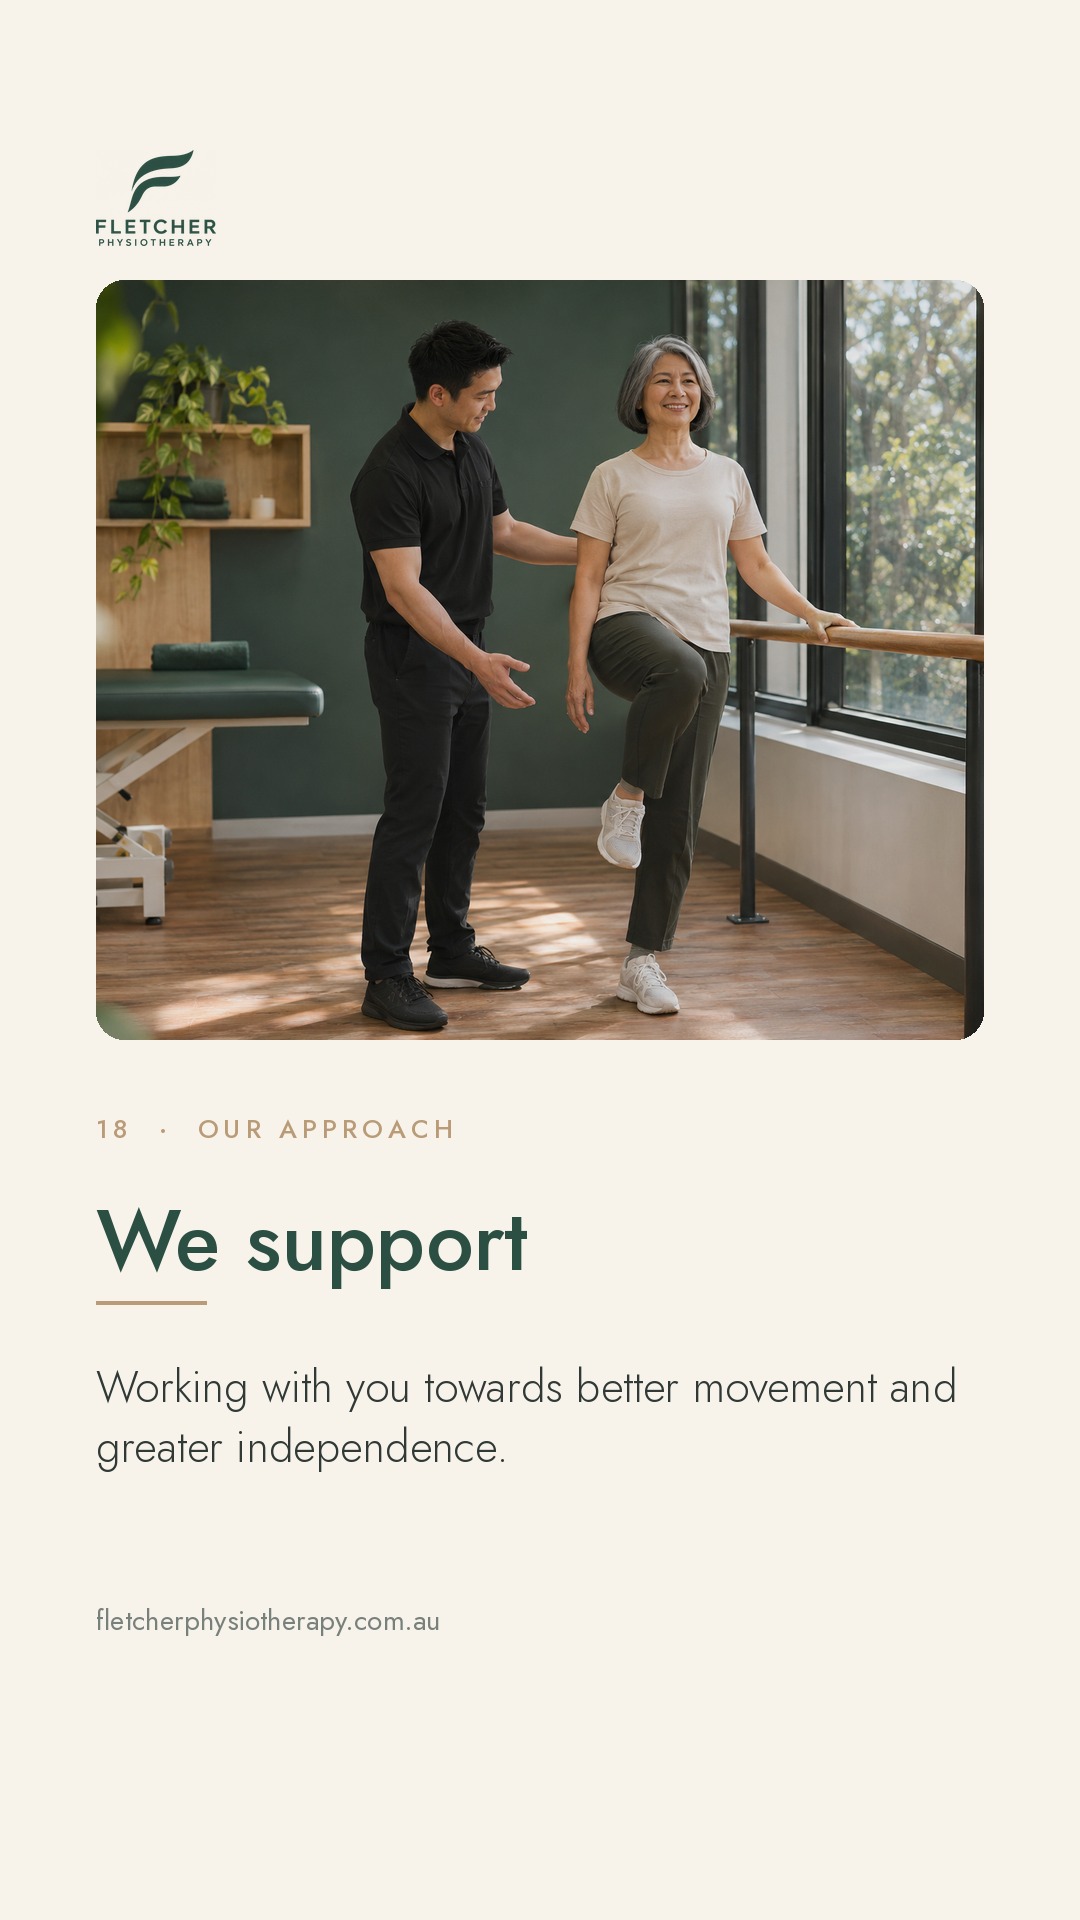 FLETCHER
PHYSIOTHERAPY
18 · OUR APPROACH
We support
Working with you towards better movement and
greater independence.
fletcherphysiotherapy.com.au